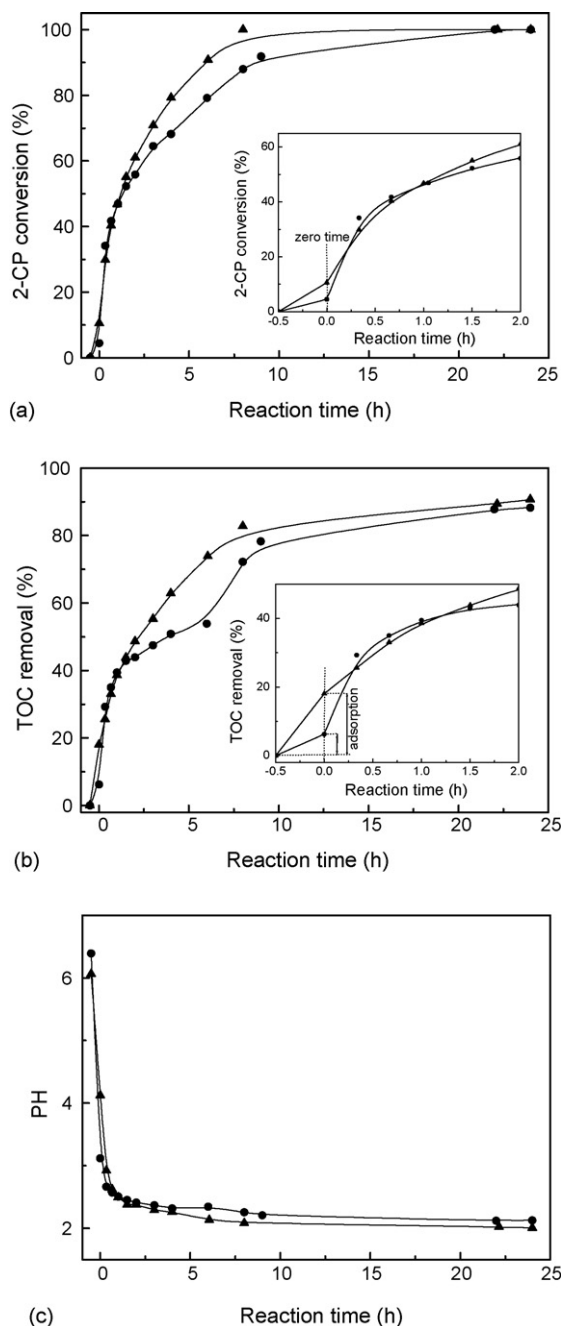 100
80
60
40
20
0
2-CP conversion (%)
60
40
20
0
2-CP conversion (%)
zero time
-0.5 0.0 0.5 1.0 1.5 2.0
Reaction time (h)
0 5 10 15 20 25
(a) Reaction time (h)
100
80
60
40
20
0
TOC removal (%)
40
20
0
TOC removal (%)
adsorption
-0.5 0.0 0.5 1.0 1.5 2.0
Reaction time (h)
0 5 10 15 20 25
(b) Reaction time (h)
6
4
2
PH
0 5 10 15 20 25
(c) Reaction time (h)